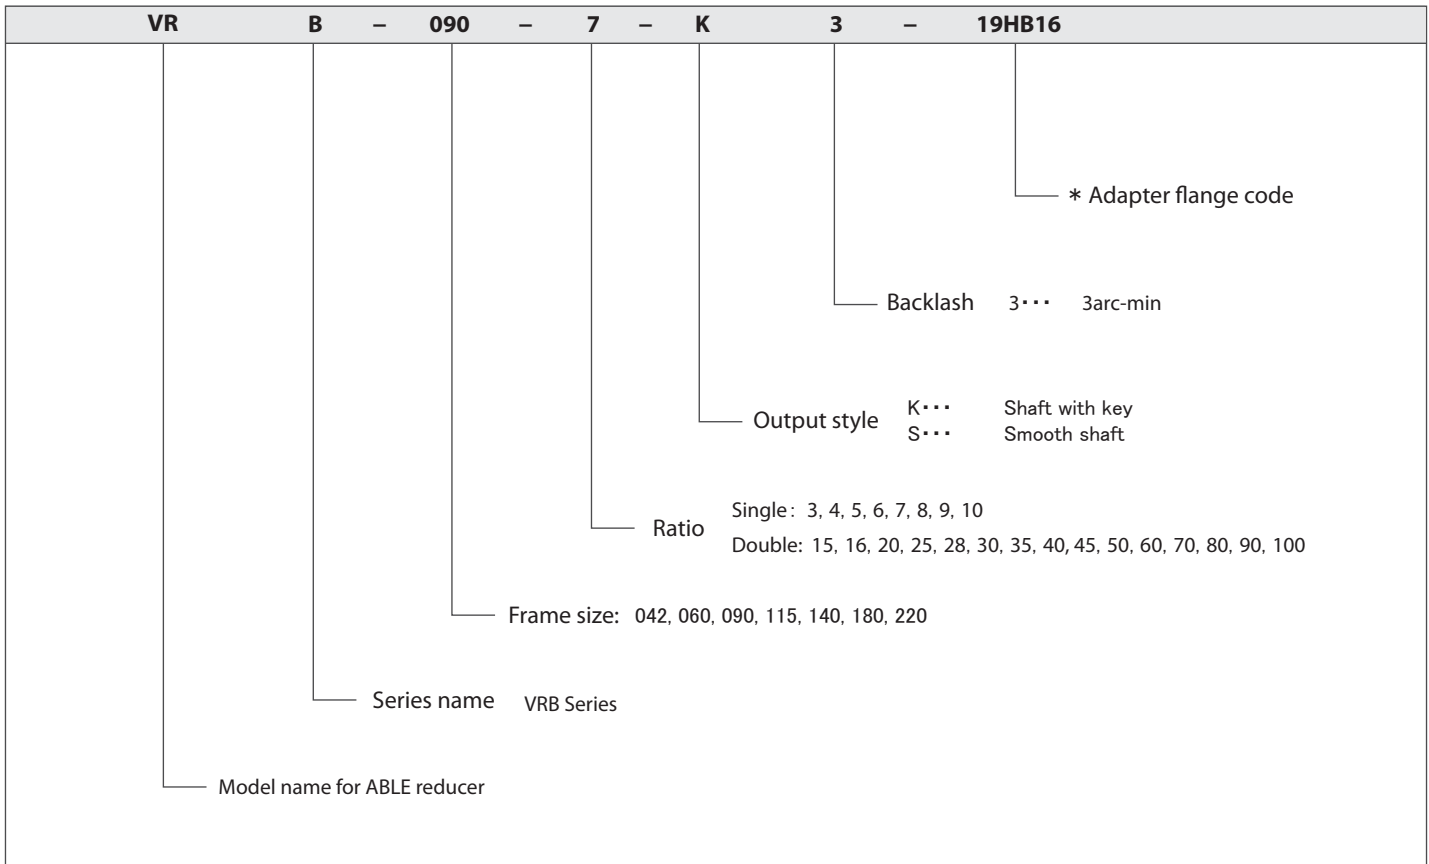 VR B – 090 – 7 – K 3 – 19HB16
* Adapter flange code
Backlash 3・・・ 3arc-min
Output style K・・・ Shaft with key
S・・・ Smooth shaft
Ratio Single : 3, 4, 5, 6, 7, 8, 9, 10
Double: 15, 16, 20, 25, 28, 30, 35, 40, 45, 50, 60, 70, 80, 90, 100
Frame size: 042, 060, 090, 115, 140, 180, 220
Series name VRB Series
Model name for ABLE reducer